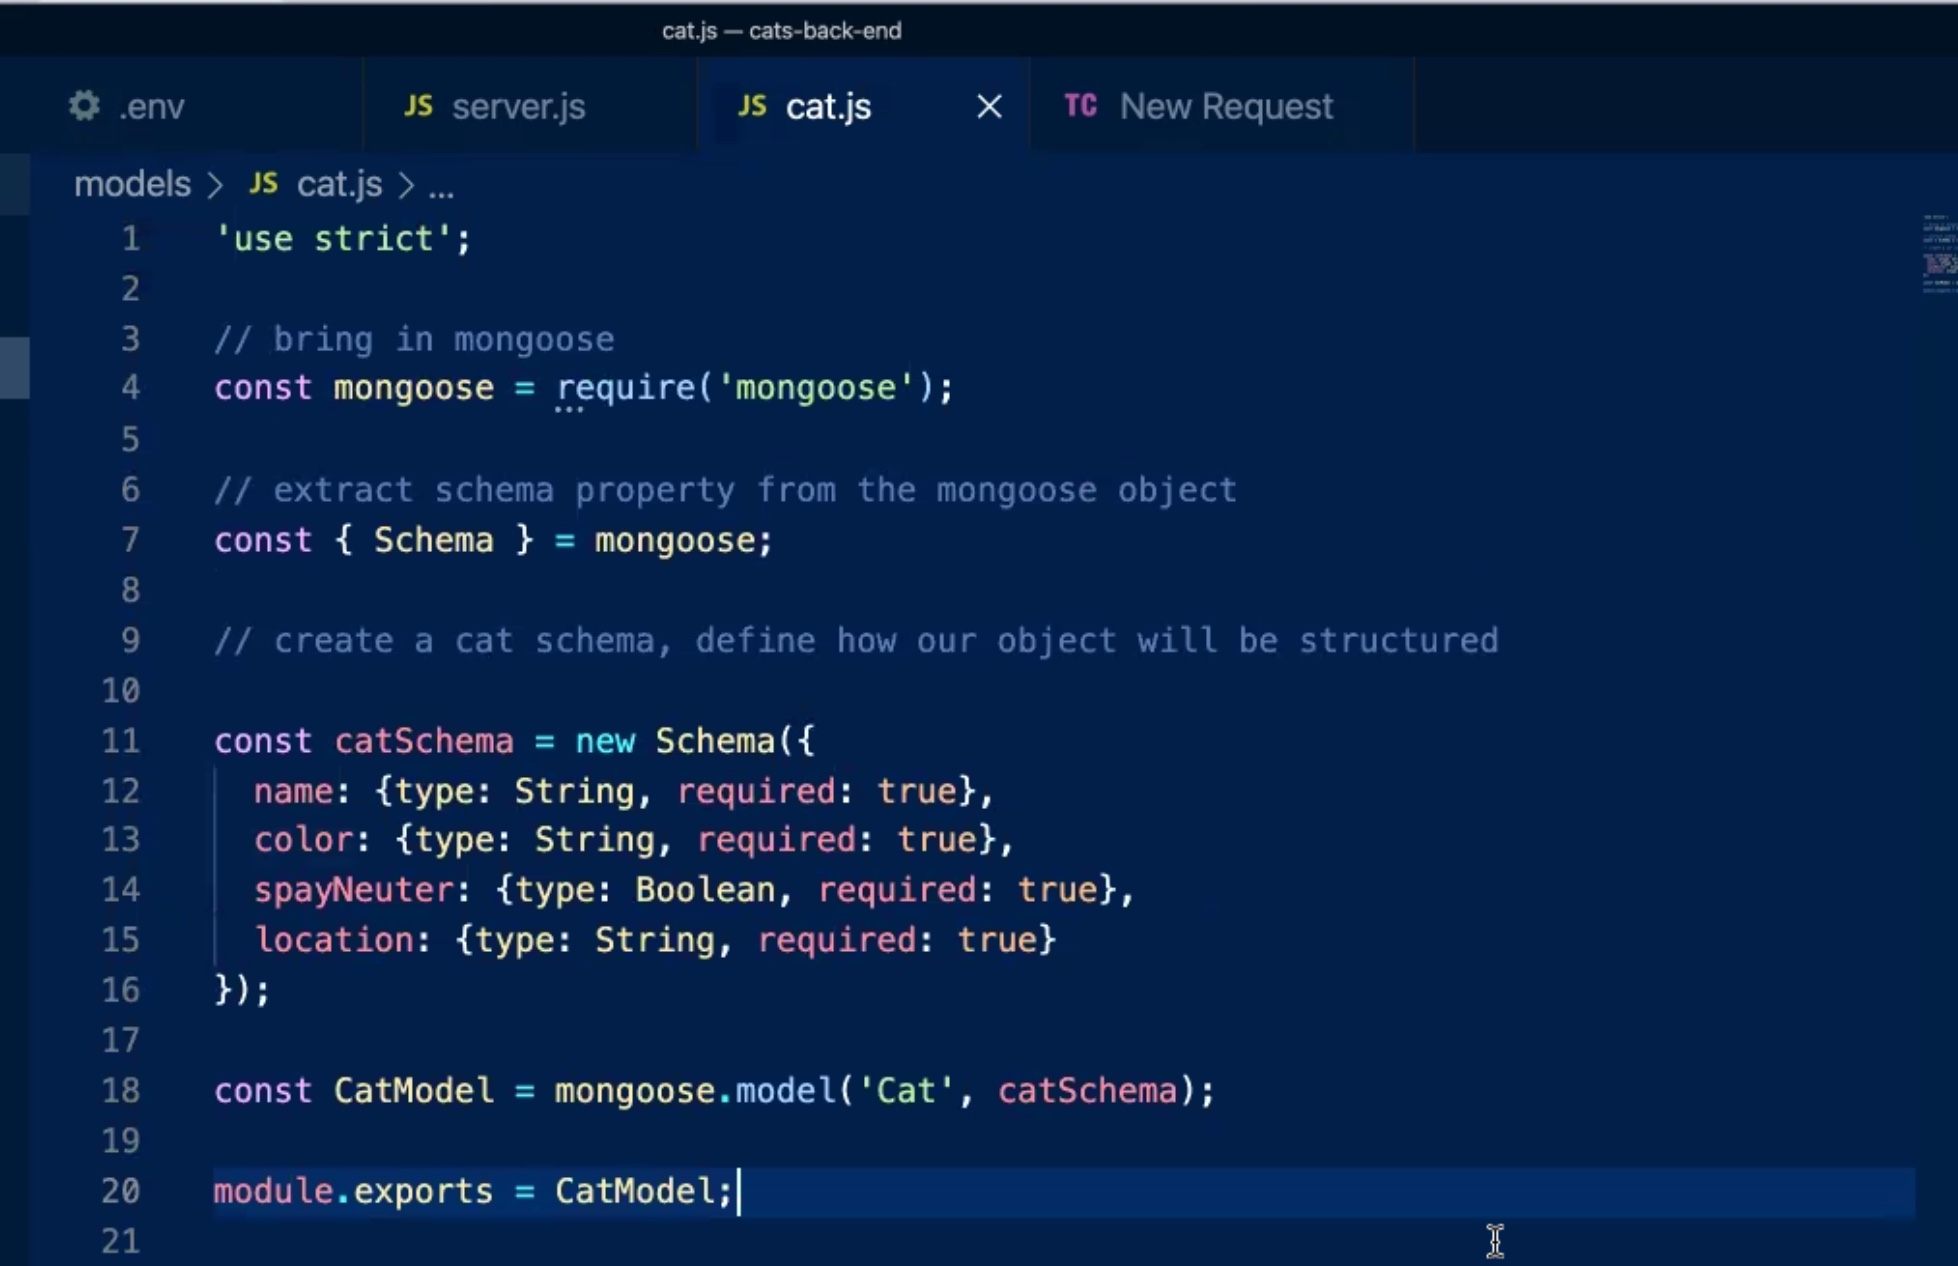 cat.js — cats-back-end
.env JS server.js JS cat.js TC New Request
models > JS cat.js > ...
1 'use strict';
2
3 // bring in mongoose
4 const mongoose = require('mongoose');
5
6 // extract schema property from the mongoose object
7 const { Schema } = mongoose;
8
9 // create a cat schema, define how our object will be structured
10
11 const catSchema = new Schema({
12 name: {type: String, required: true},
13 color: {type: String, required: true},
14 spayNeuter: {type: Boolean, required: true},
15 location: {type: String, required: true}
16 });
17
18 const CatModel = mongoose.model('Cat', catSchema);
19
20 module.exports = CatModel;
21